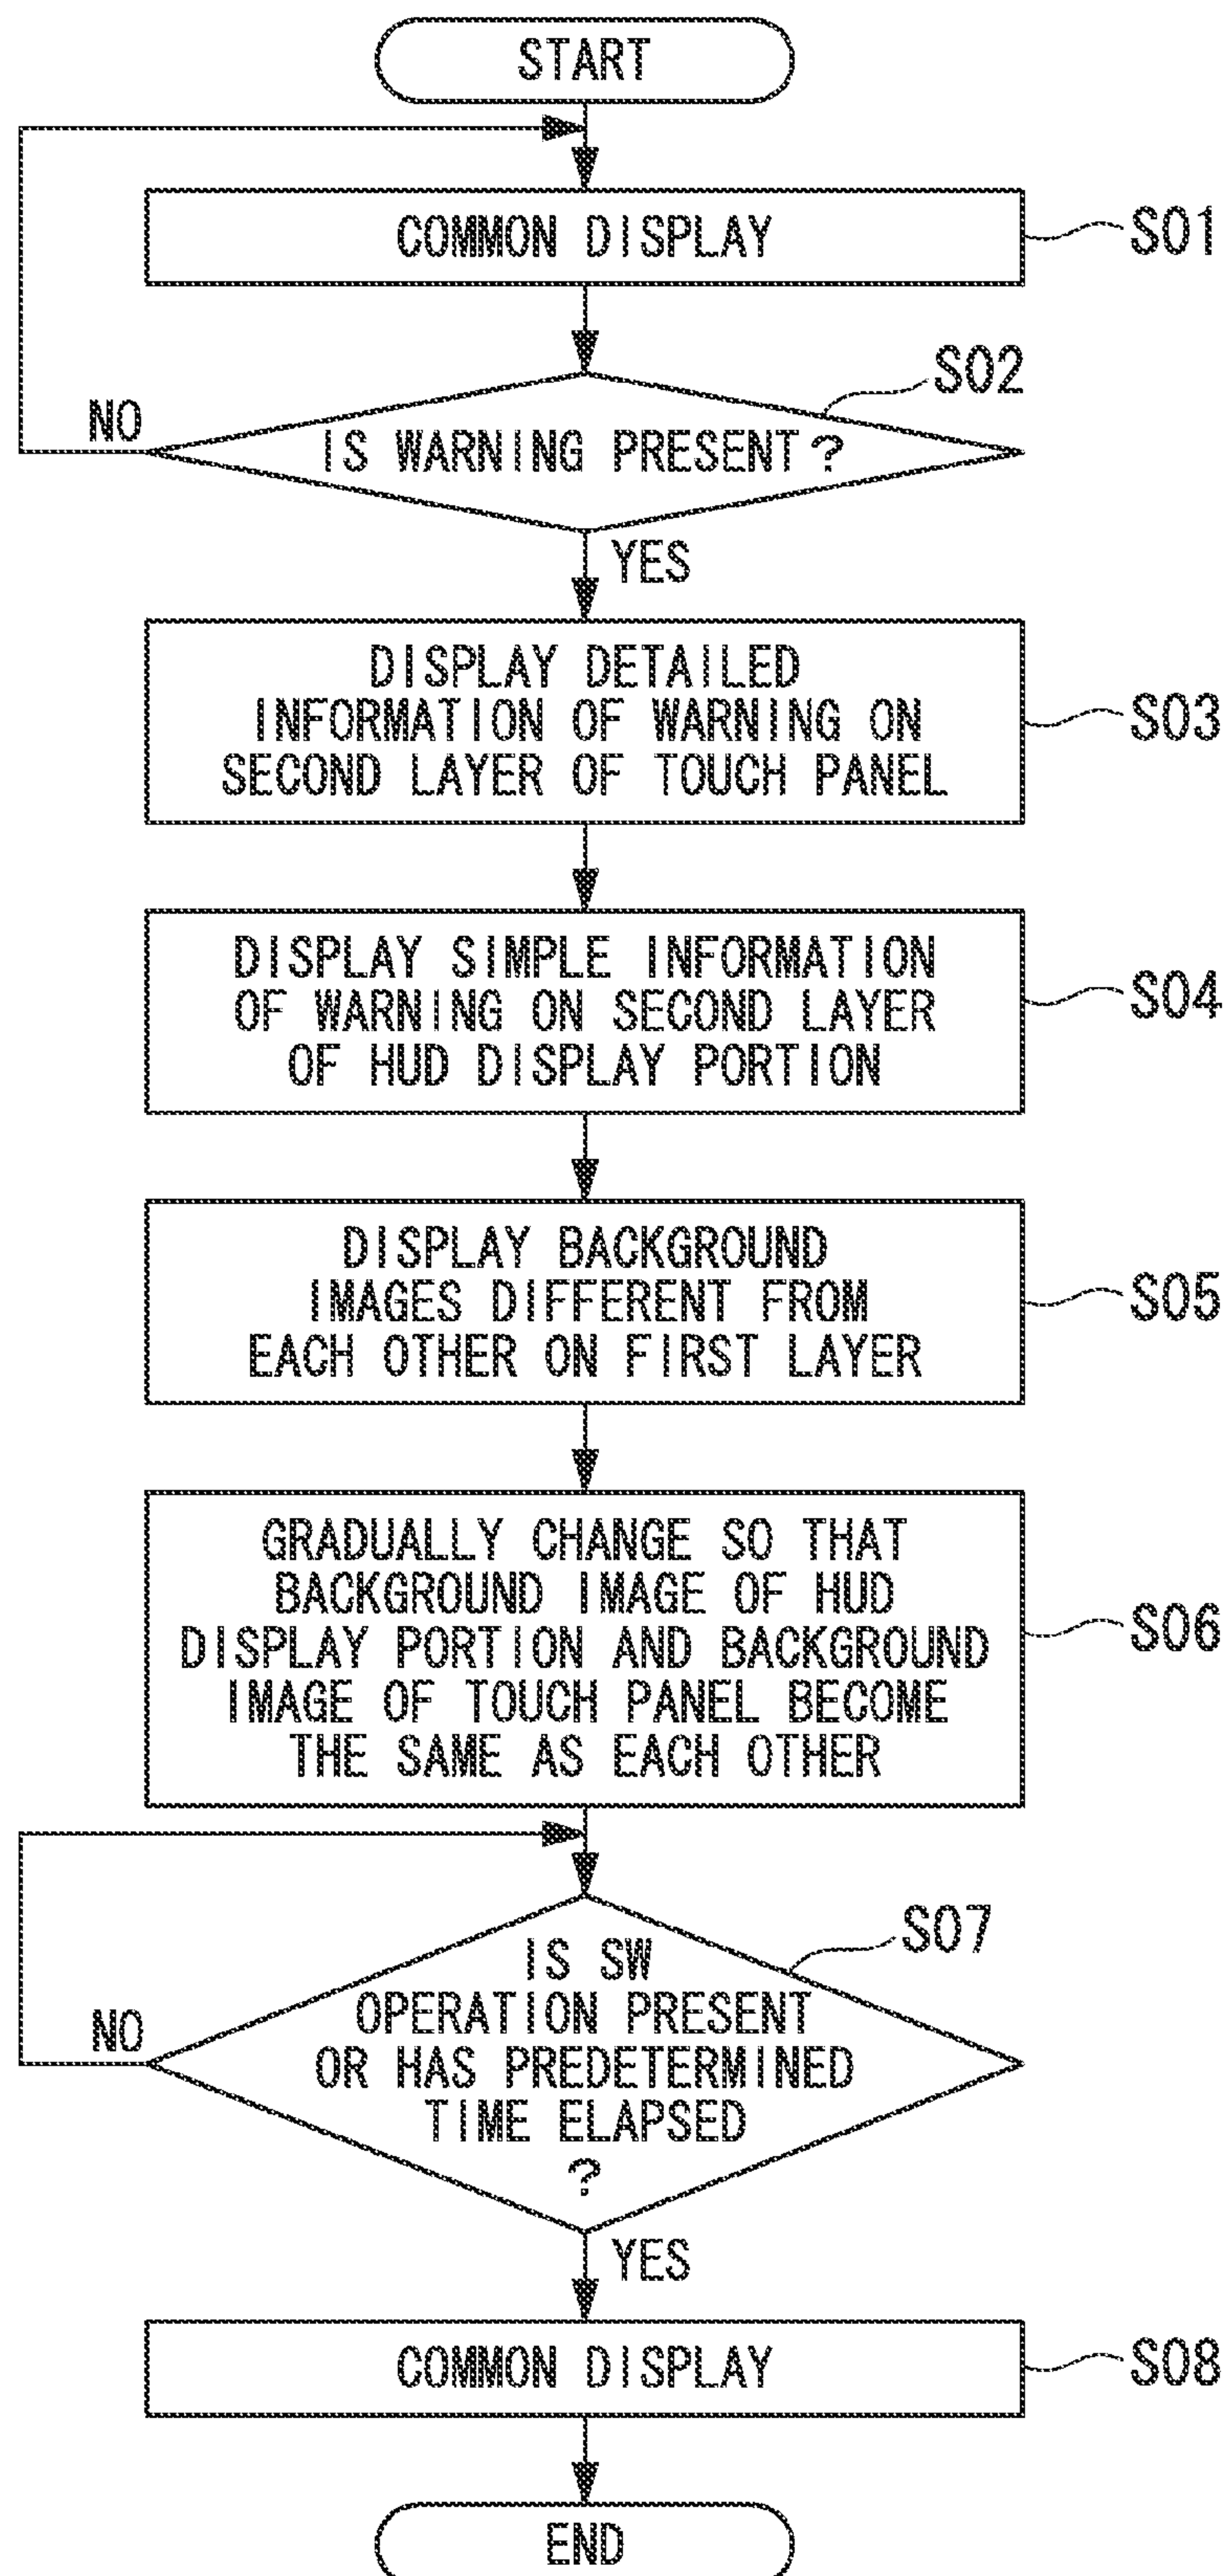 START
COMMON DISPLAY
S01
S02
NO
IS WARNING PRESENT?
YES
DISPLAY DETAILED
INFORMATION OF WARNING ON
SECOND LAYER OF TOUCH PANEL
S03
DISPLAY SIMPLE INFORMATION
OF WARNING ON SECOND LAYER
OF HUD DISPLAY PORTION
S04
DISPLAY BACKGROUND
IMAGES DIFFERENT FROM
EACH OTHER ON FIRST LAYER
S05
GRADUALLY CHANGE SO THAT
BACKGROUND IMAGE OF HUD
DISPLAY PORTION AND BACKGROUND
IMAGE OF TOUCH PANEL BECOME
THE SAME AS EACH OTHER
S06
S07
NO
IS SW
OPERATION PRESENT
OR HAS PREDETERMINED
TIME ELAPSED
?
YES
COMMON DISPLAY
S08
END